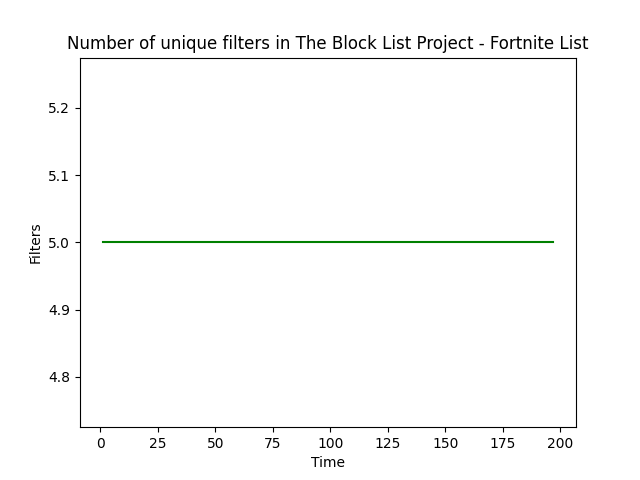 Number of unique filters in The Block List Project - Fortnite List
5.2
5.1
5.0
4.9
4.8
Filters
0 25 50 75 100 125 150 175 200
Time